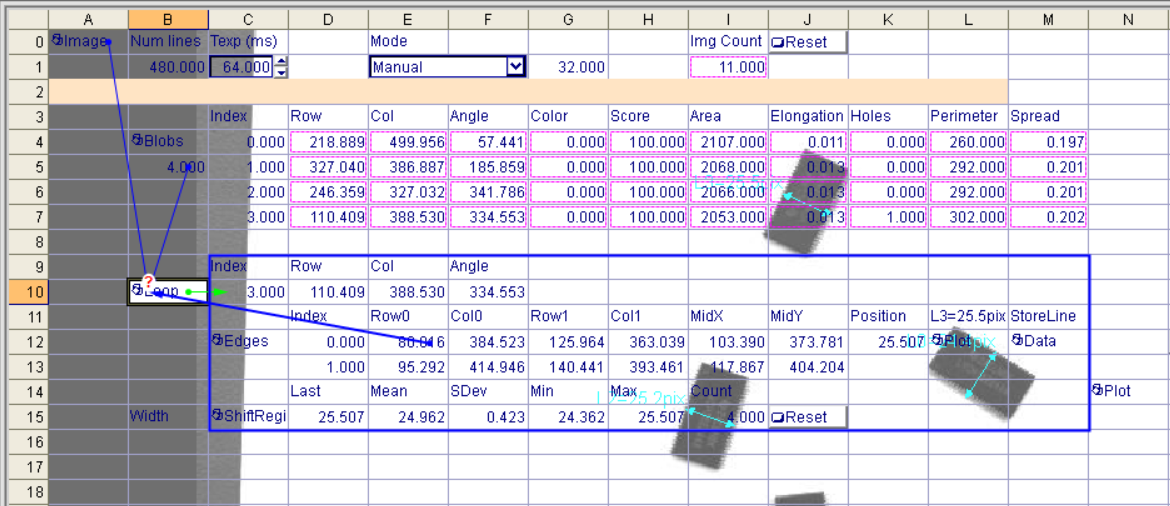 A B C D E F G H I J K L M N
0 Image Num lines Texp (ms) Mode Img Count Reset
1 480.000 64.000 Manual 32.000 11.000
2
3 Index Row Col Angle Color Score Area Elongation Holes Perimeter Spread
4 Blobs 0.000 218.889 499.956 57.441 0.000 100.000 2107.000 0.011 0.000 260.000 0.197
5 4.000 1.000 327.040 386.887 185.859 0.000 100.000 2068.000 0.013 0.000 292.000 0.201
6 2.000 246.359 327.032 341.786 0.000 100.000 2066.000 0.013 0.000 292.000 0.201
7 3.000 110.409 388.530 334.553 0.000 100.000 2053.000 0.013 1.000 302.000 0.202
8
9 Index Row Col Angle
?
10 Loop 3.000 110.409 388.530 334.553
11 Index Row0 Col0 Row1 Col1 MidX MidY Position L3=25.5pix StoreLine
12 Edges 0.000 384.523 125.964 363.039 103.390 373.781 25.507 Plot Data
13 1.000 95.292 414.946 140.441 393.461 117.867 404.204
14 Last Mean SDev Min Max Count Plot
L2=25.2pix
15 Width ShiftRegi 25.507 24.962 0.423 24.362 25.507 4.000 Reset
16
17
18